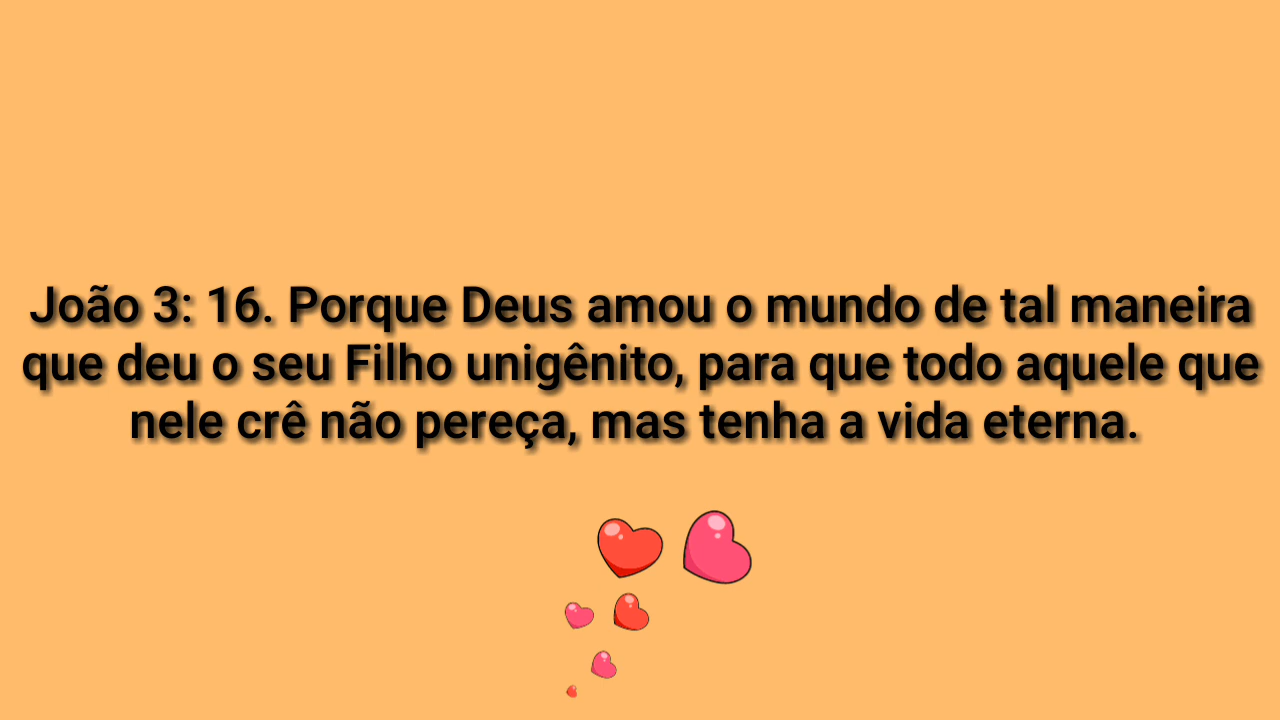 João 3: 16. Porque Deus amou o mundo de tal maneira
que deu o seu Filho unigênito, para que todo aquele que
nele crê não pereça, mas tenha a vida eterna.